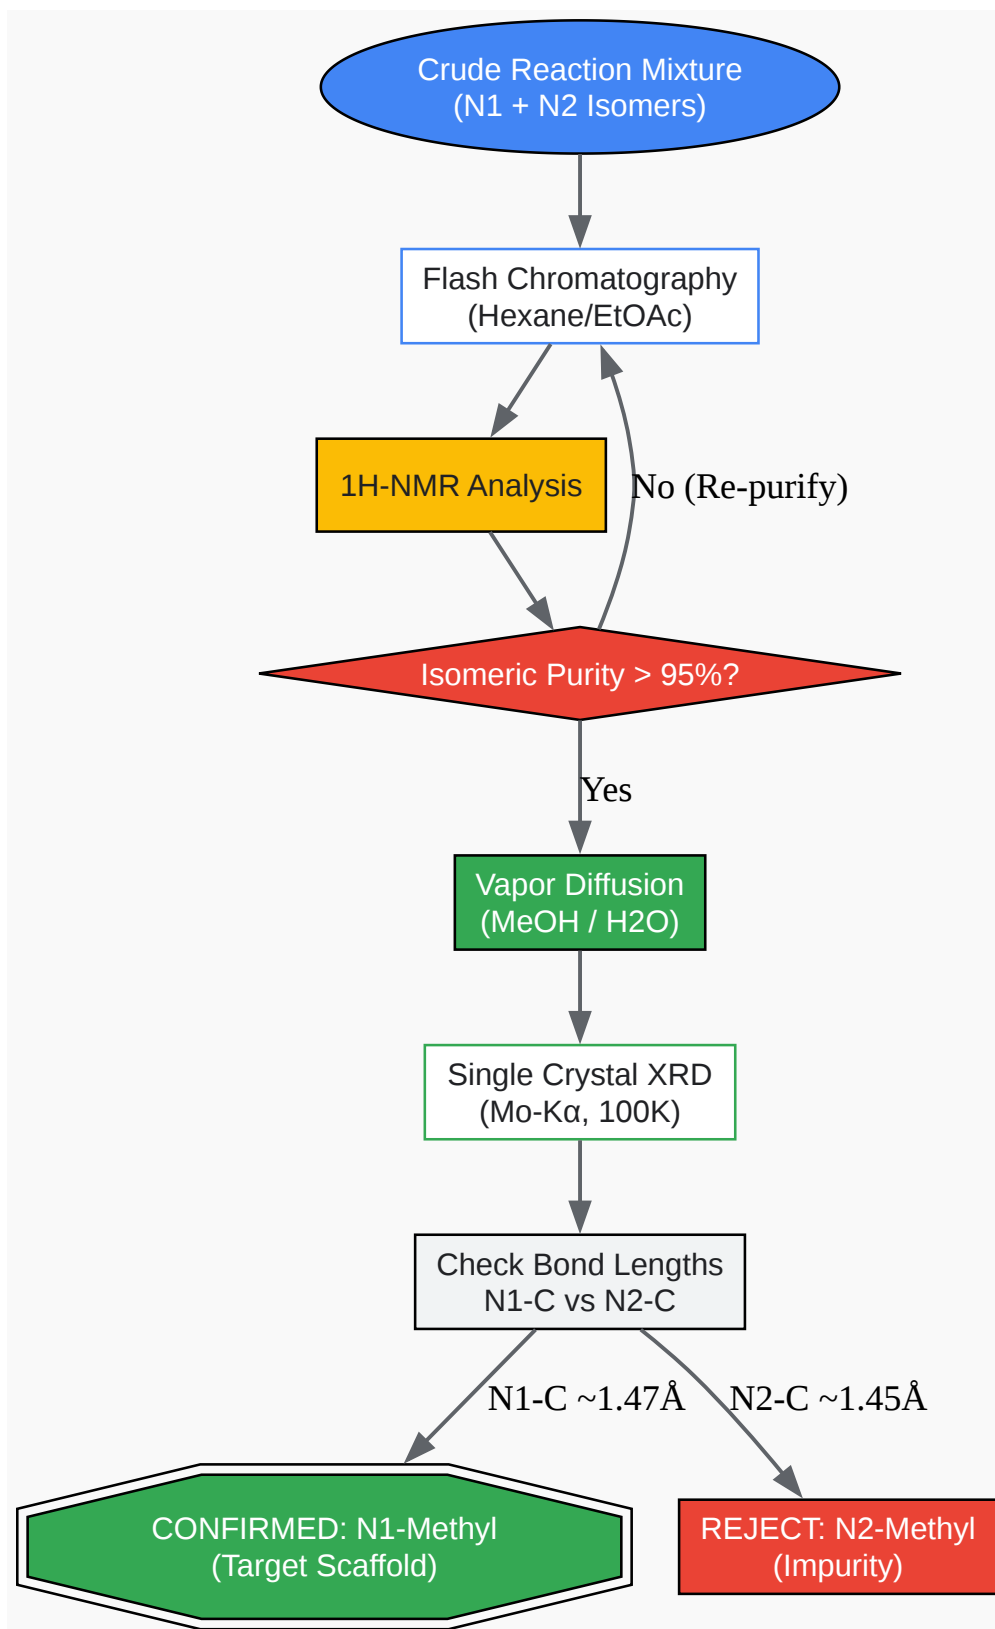 Crude Reaction Mixture
(N1 + N2 Isomers)
Flash Chromatography
(Hexane/EtOAc)
1H-NMR Analysis
No (Re-purify)
Isomeric Purity > 95%?
Yes
Vapor Diffusion
(MeOH / H2O)
Single Crystal XRD
(Mo-Kα, 100K)
Check Bond Lengths
N1-C vs N2-C
N1-C ~1.47Å
N2-C ~1.45Å
CONFIRMED: N1-Methyl
(Target Scaffold)
REJECT: N2-Methyl
(Impurity)